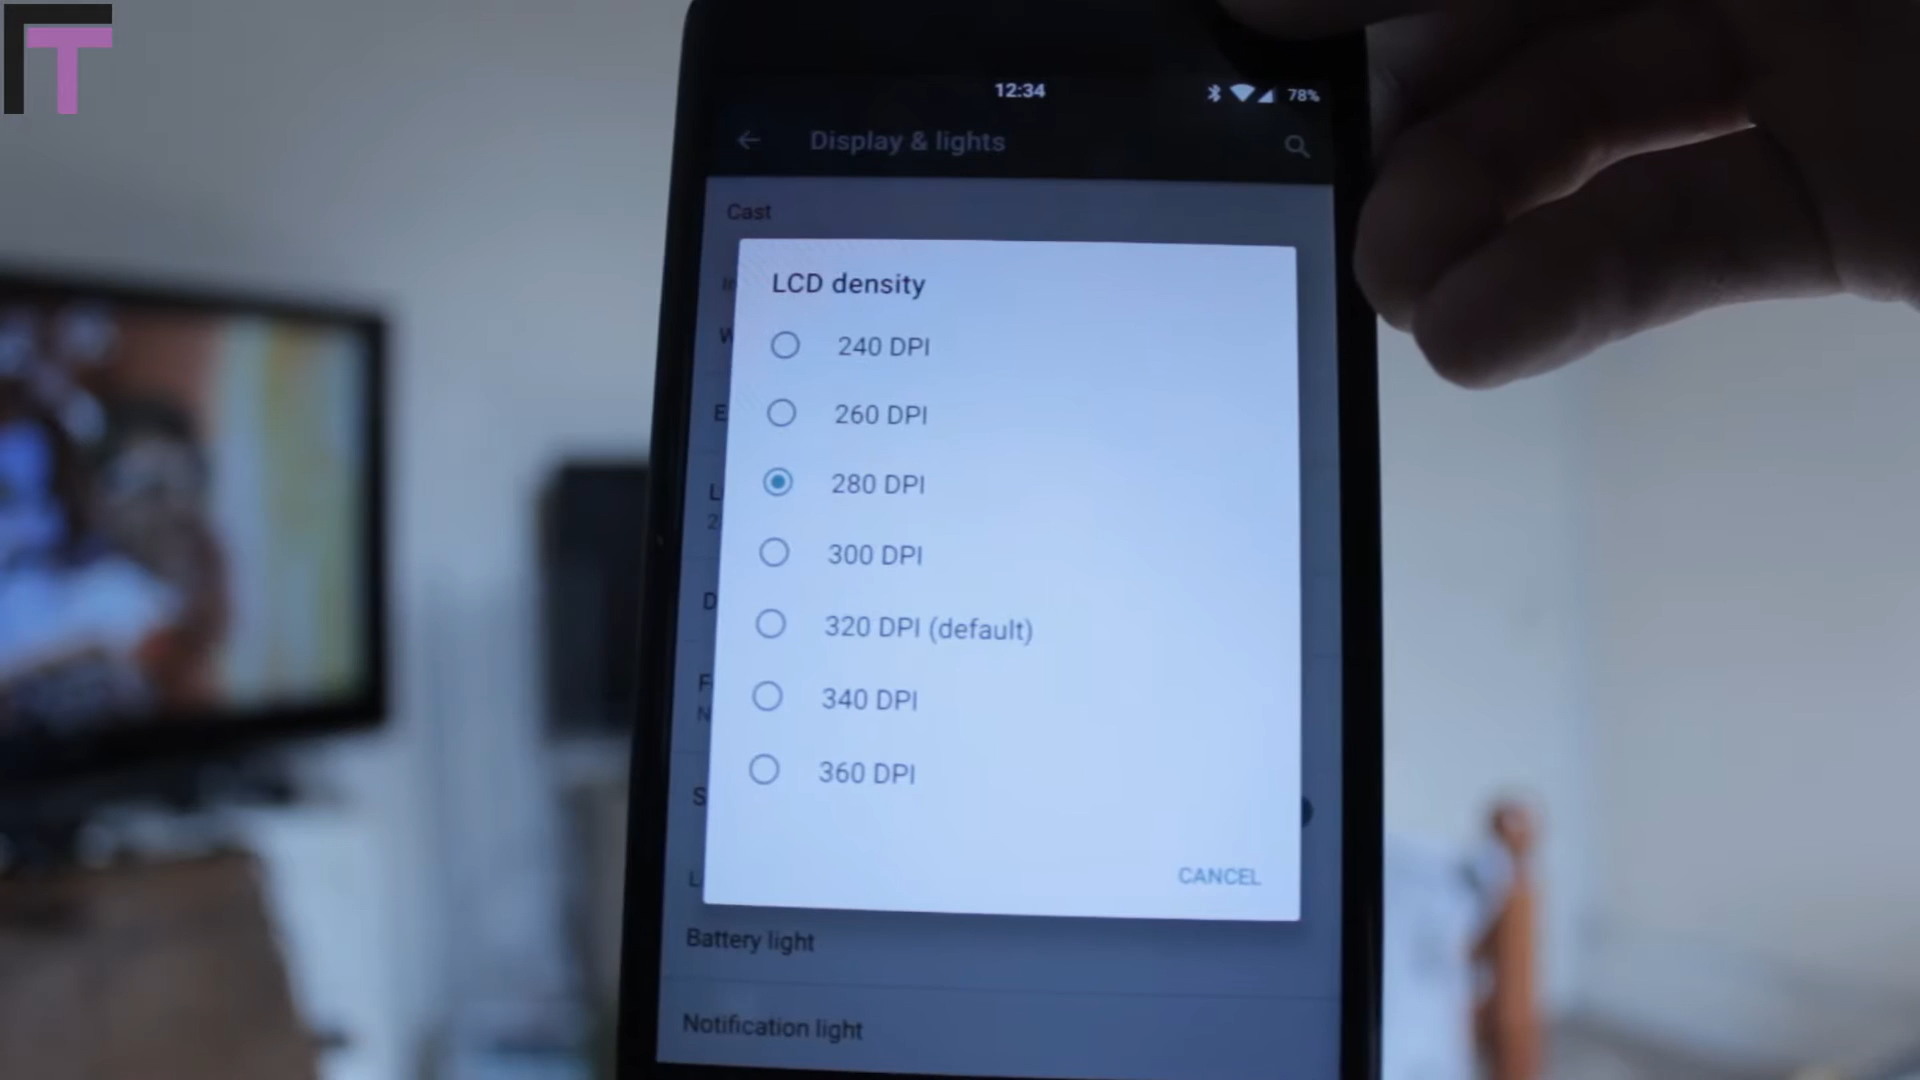 T
12:34
78%
Display & lights
Cast
LCD density
240 DPI
260 DPI
280 DPI
300 DPI
320 DPI (default)
340 DPI
360 DPI
CANCEL
Battery light
Notification light